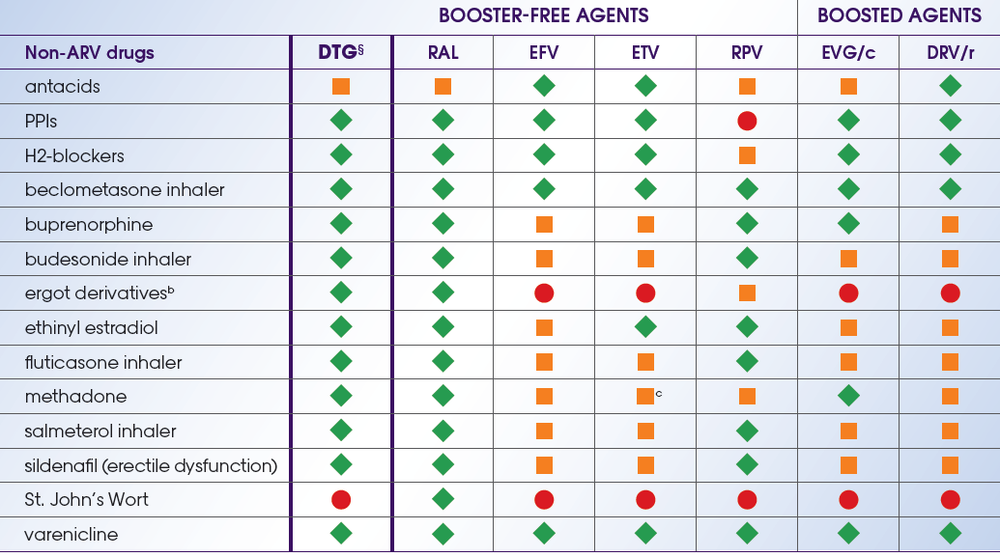 BOOSTER-FREE AGENTS BOOSTED AGENTS
Non-ARV drugs DTG§ RAL EFV ETV RPV EVG/c DRV/r
antacids
PPIs
H2-blockers
beclometasone inhaler
buprenorphine
budesonide inhaler
ergot derivativesᵇ
ethinyl estradiol
fluticasone inhaler
methadone c
salmeterol inhaler
sildenafil (erectile dysfunction)
St. John’s Wort
varenicline